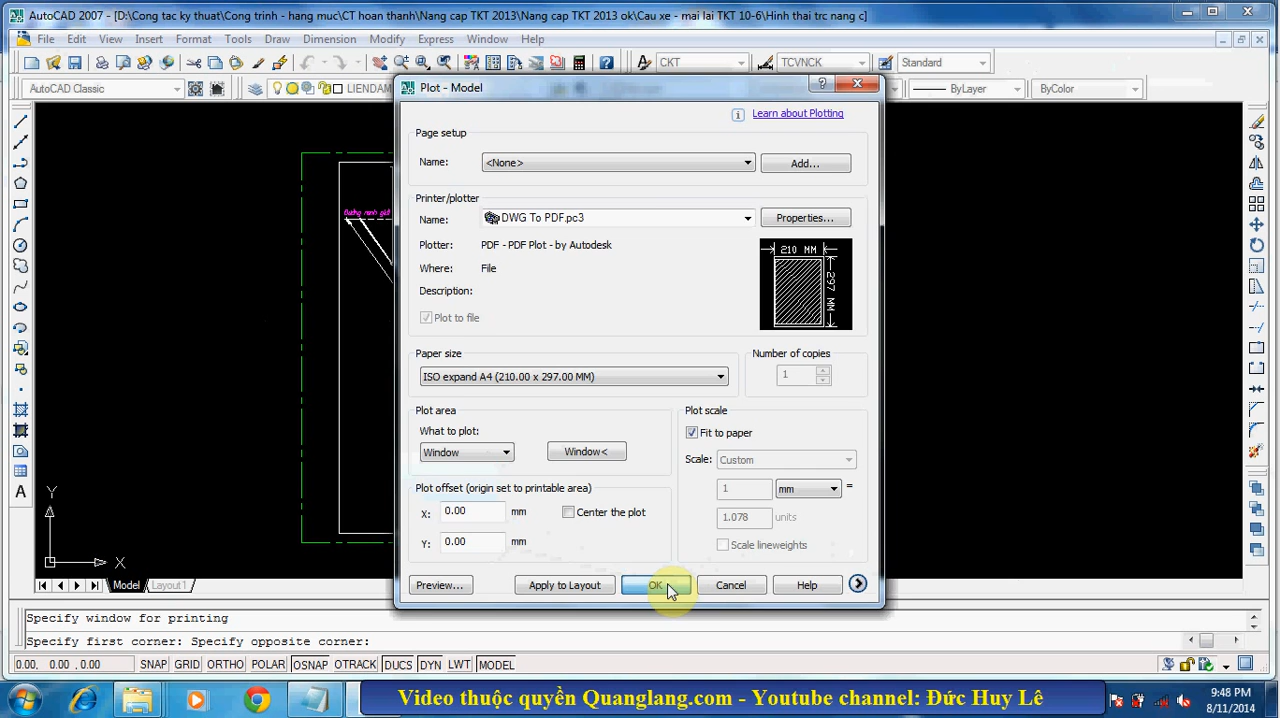 AutoCAD 2007 - [D:\Cong tac ky thuat\Cong trinh - hang muc\CT hoan thanh\Nang cap TKT 2013\Nang cap TKT 2013 ok\Cau xe - mai lai TKT 10-6\Hinh thai trc nang c]
File Edit View Insert Format Tools Draw Dimension Modify Express Window Help
CKT TCVNCK Standard
AutoCAD Classic LIENDAM ByLayer ByColor
Plot - Model
Learn about Plotting
Page setup
Name: <None> Add...
Printer/plotter
Name: DWG To PDF.pc3 Properties...
Plotter: PDF - PDF Plot - by Autodesk
Where: File
Description:
Plot to file
210 MM
297 MM
Paper size Number of copies
ISO expand A4 (210.00 x 297.00 MM) 1
Plot area Plot scale
What to plot: Fit to paper
Window Window< Scale: Custom
Plot offset (origin set to printable area) 1 mm =
X: 0.00 mm Center the plot 1.078 units
Y: 0.00 mm Scale lineweights
Preview... Apply to Layout OK Cancel Help
Y
X
Model Layout1
Specify window for printing
Specify first corner: Specify opposite corner:
0.00, 0.00 , 0.00 SNAP GRID ORTHO POLAR OSNAP OTRACK DUCS DYN LWT MODEL
Video thuộc quyền Quanglang.com - Youtube channel: Đức Huy Lê
9:48 PM
8/11/2014